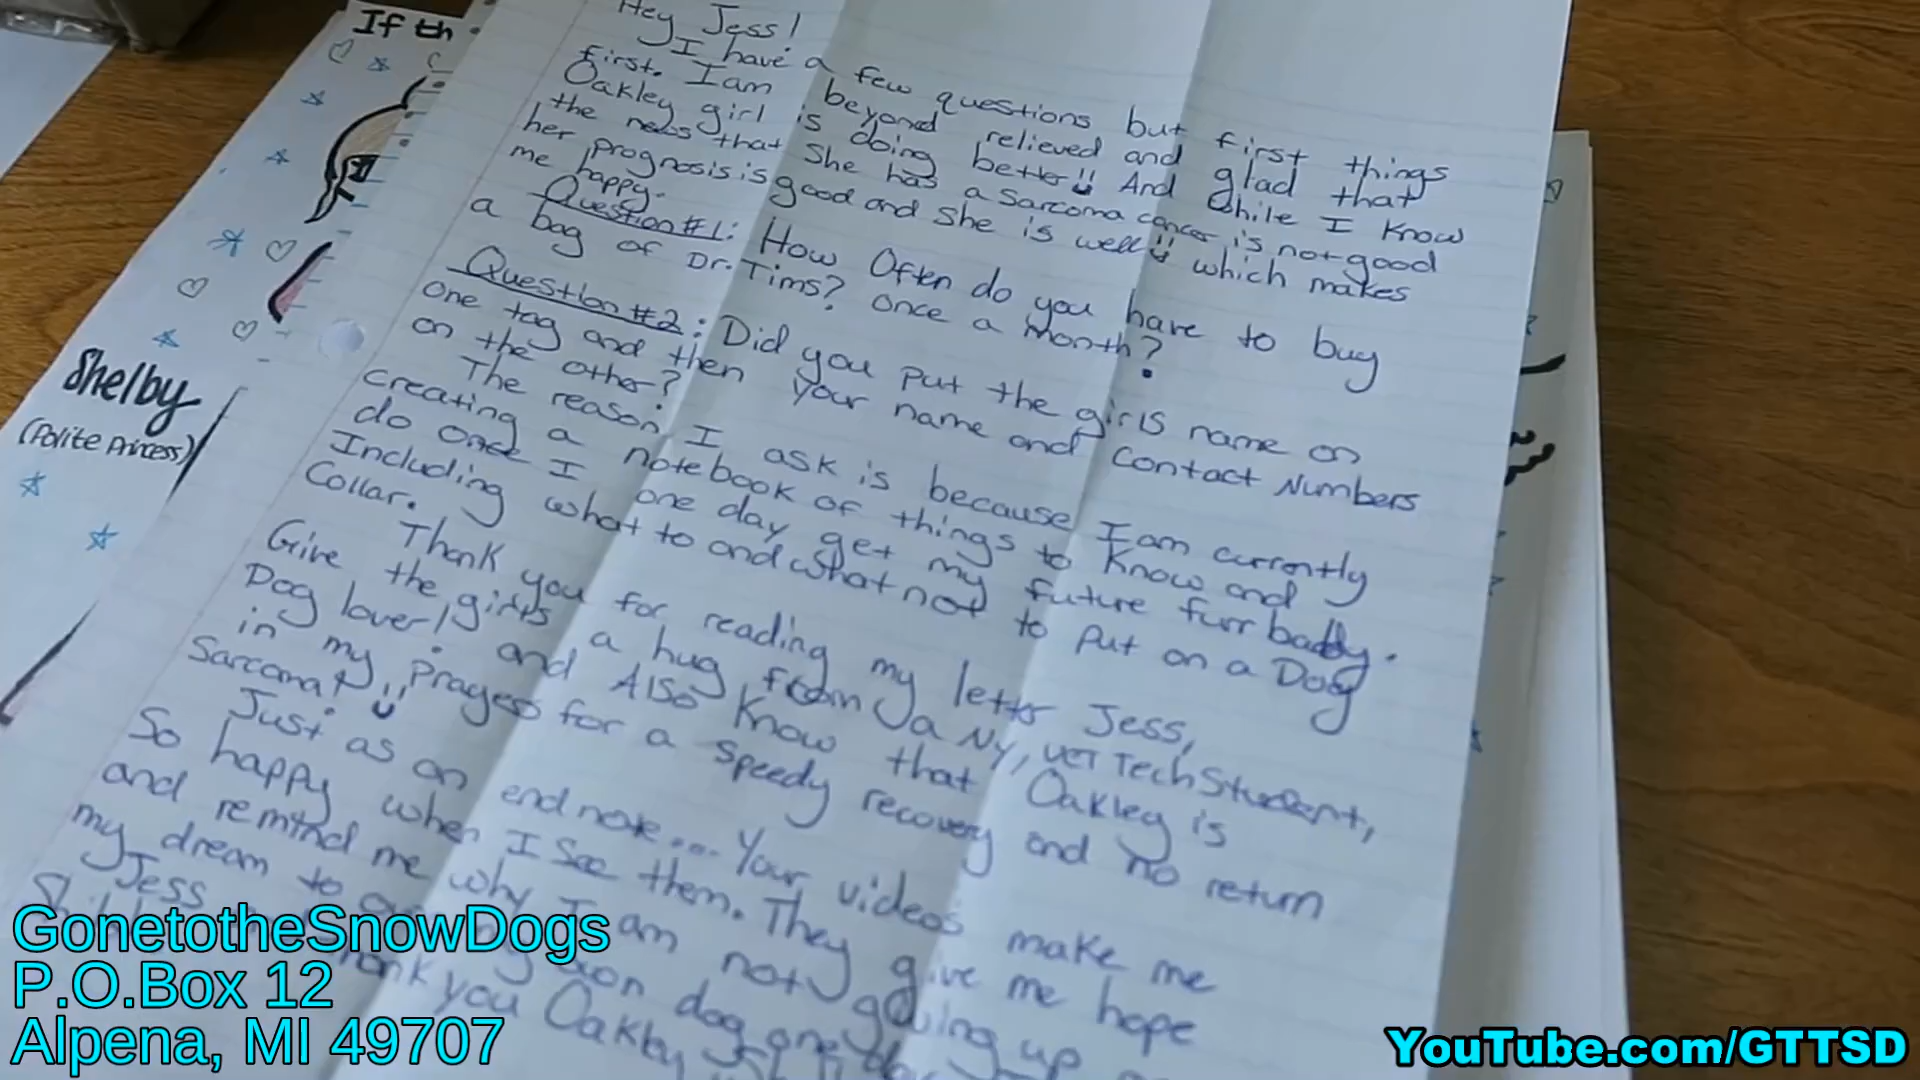 If th
Shelby
(Polite Princess)
Hey Jess!
I have a few questions but first things
first. I am beyond relieved and glad that
Oakley girl is doing better!! And while I know
the news that she has a sarcoma cancer is not good
her prognosis is good and she is well!! which makes
me happy.
Question #1: How Often do you have to buy
a bag of Dr. Tims? once a month?
Question #2: Did you put the girls name on
one tag and then your name and contact Numbers
on the other?
The reason I ask is because I am currently
creating a notebook of things to know and
do once I one day get my future furr baddy.
Including what to and what not to put on a Dog
Collar.
Thank you for reading my letter Jess,
Give the girls a hug from a NY, vet Tech Student,
Dog lover! and Also know that Oakley is
in my prayers for a speedy recovery and no return
Sarcoma! !!
Just as an end note... Your videos make me
So happy when I see them. They give me hope
and remind me why I am not giving up
my dream to own dog one day
Jess thank you Oakley
GonetotheSnowDogs
P.O.Box 12
Alpena, MI 49707
YouTube.com/GTTSD